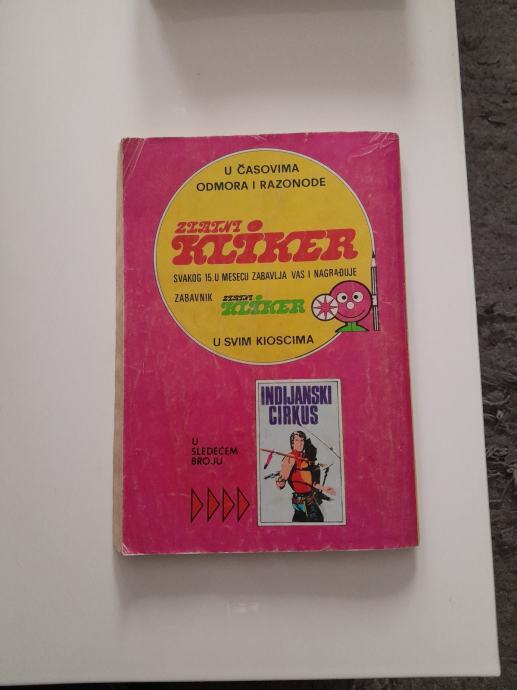 U ČASOVIMA
ODMORA I RAZONODE
ZLATNI
KLIKER
SVAKOG 15. U MESECU ZABAVLJA VAS I NAGRAĐUJE
ZABAVNIK ZLATNI KLIKER
U SVIM KIOSCIMA
INDIJANSKI
CIRKUS
U
SLEDEĆEM
BROJU